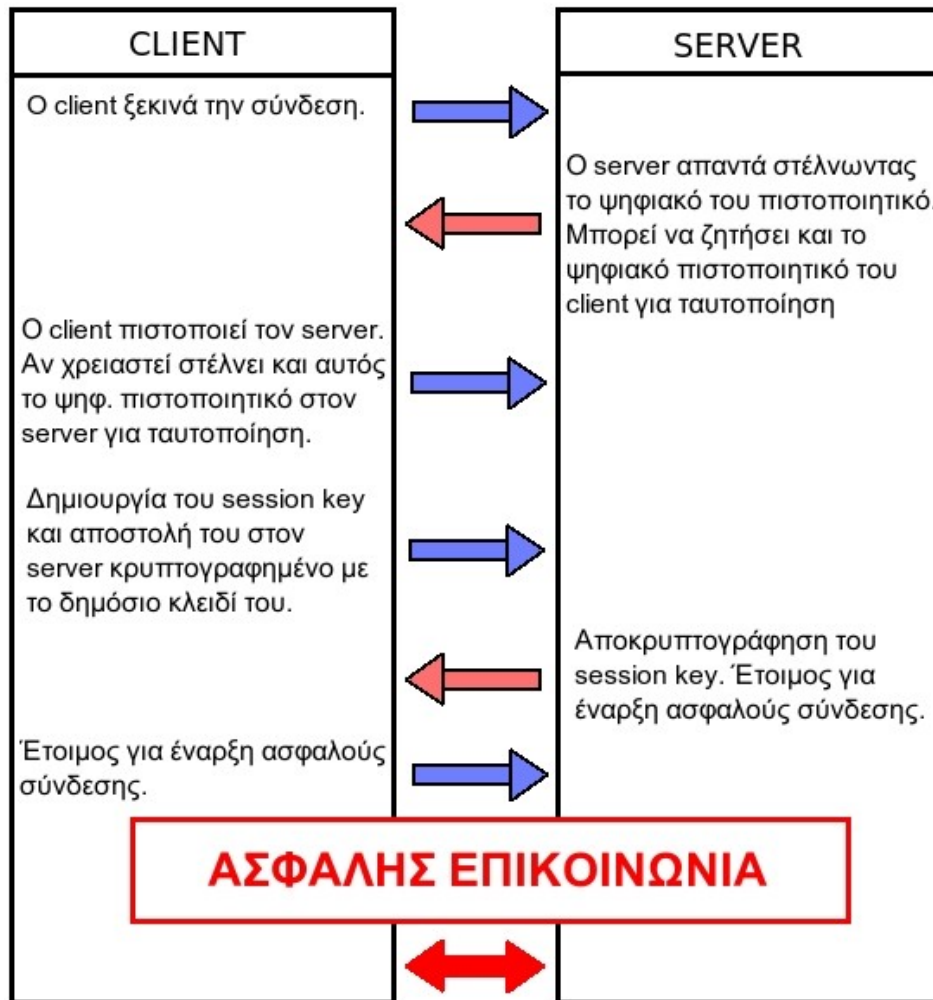 CLIENT
SERVER
Ο client ξεκινά την σύνδεση.
Ο server απαντά στέλνωντας
το ψηφιακό του πιστοποιητικό.
Μπορεί να ζητήσει και το
ψηφιακό πιστοποιητικό του
client για ταυτοποίηση
Ο client πιστοποιεί τον server.
Αν χρειαστεί στέλνει και αυτός
το ψηφ. πιστοποιητικό στον
server για ταυτοποίηση.
Δημιουργία του session key
και αποστολή του στον
server κρυπτογραφημένο με
το δημόσιο κλειδί του.
Αποκρυπτογράφηση του
session key. Έτοιμος για
έναρξη ασφαλούς σύνδεσης.
Έτοιμος για έναρξη ασφαλούς
σύνδεσης.
ΑΣΦΑΛΗΣ ΕΠΙΚΟΙΝΩΝΙΑ